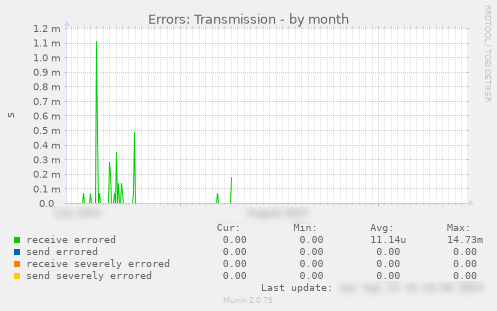 Errors: Transmission - by month
RRDTOOL / TOBI OETIKER
1.2 m
1.1 m
1.0 m
0.9 m
0.8 m
0.7 m
0.6 m
0.5 m
0.4 m
0.3 m
0.2 m
0.1 m
0.0
s
Cur: Min: Avg: Max:
receive errored 0.00 0.00 11.14u 14.73m
send errored 0.00 0.00 0.00 0.00
receive severely errored 0.00 0.00 0.00 0.00
send severely errored 0.00 0.00 0.00 0.00
Last update:
Munin 2.0.75